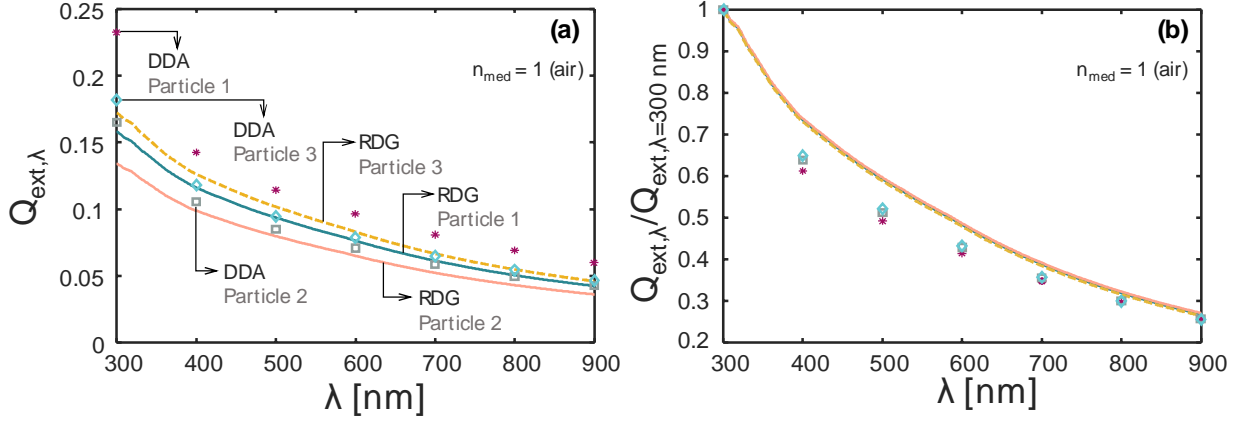 0.25
0.2
0.15
0.1
0.05
0
300
400
500
600
700
800
900
Q_ext,λ
λ [nm]
(a)
n_med = 1 (air)
DDA
Particle 1
DDA
Particle 3
RDG
Particle 3
RDG
Particle 1
DDA
Particle 2
RDG
Particle 2
1
0.9
0.8
0.7
0.6
0.5
0.4
0.3
0.2
300
400
500
600
700
800
900
Q_ext,λ/Q_ext,λ=300 nm
λ [nm]
(b)
n_med = 1 (air)